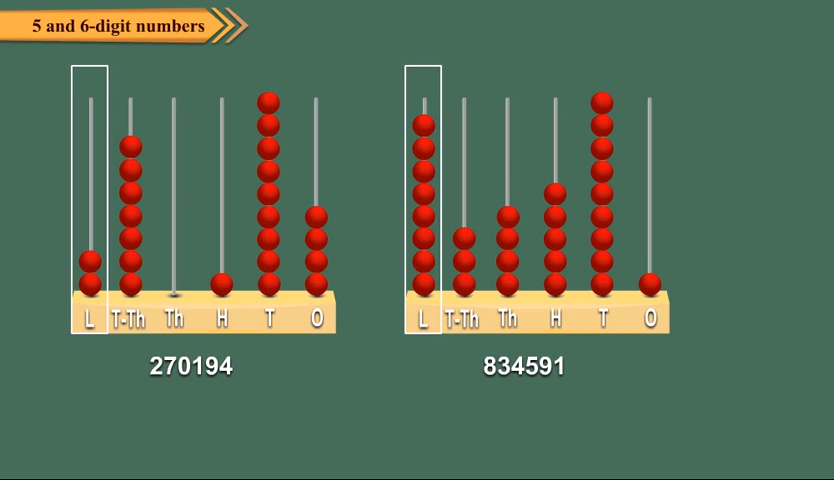 5 and 6-digit numbers
L T-Th Th H T O
L T-Th Th H T O
270194
834591